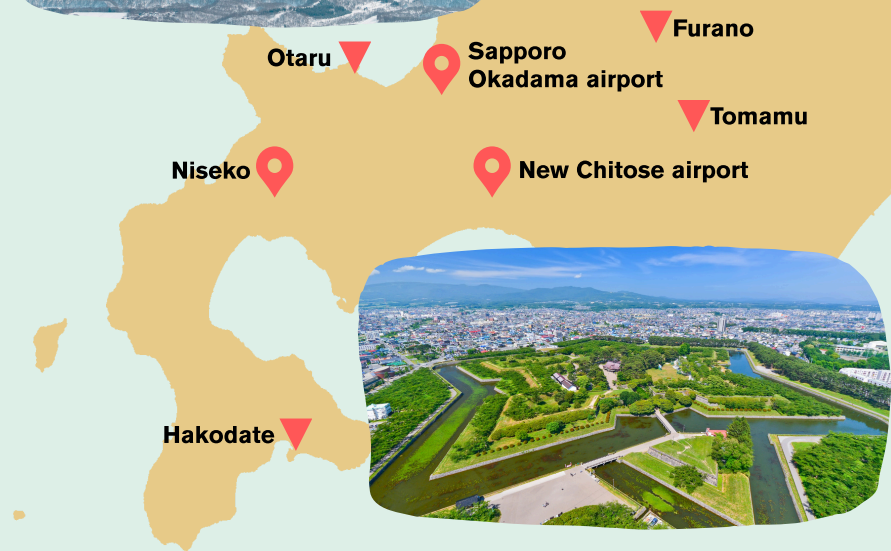 Furano
Otaru
Sapporo
Okadama airport
Tomamu
Niseko
New Chitose airport
Hakodate